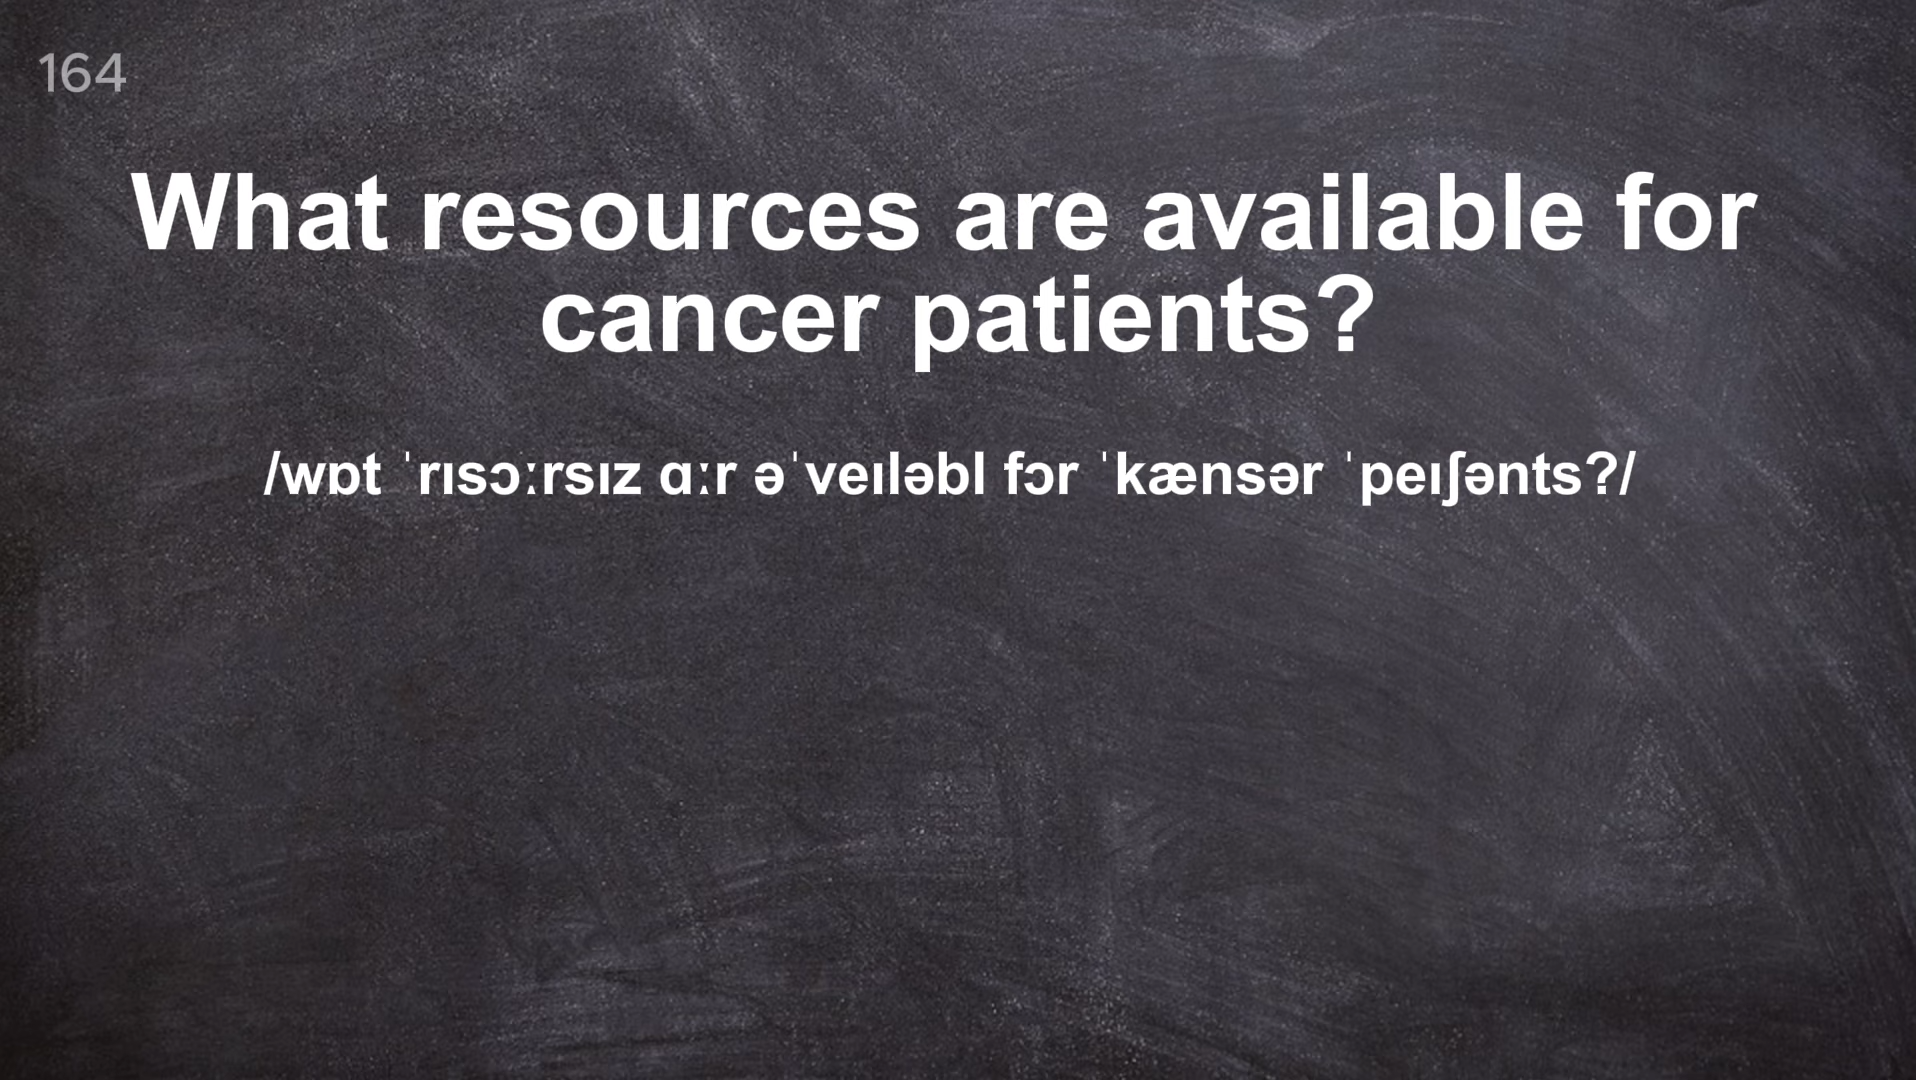 164
What resources are available for
cancer patients?
/wɒt ˈrɪsɔːrsɪz ɑːr əˈveɪləbl fɔr ˈkænsər ˈpeɪʃənts?/